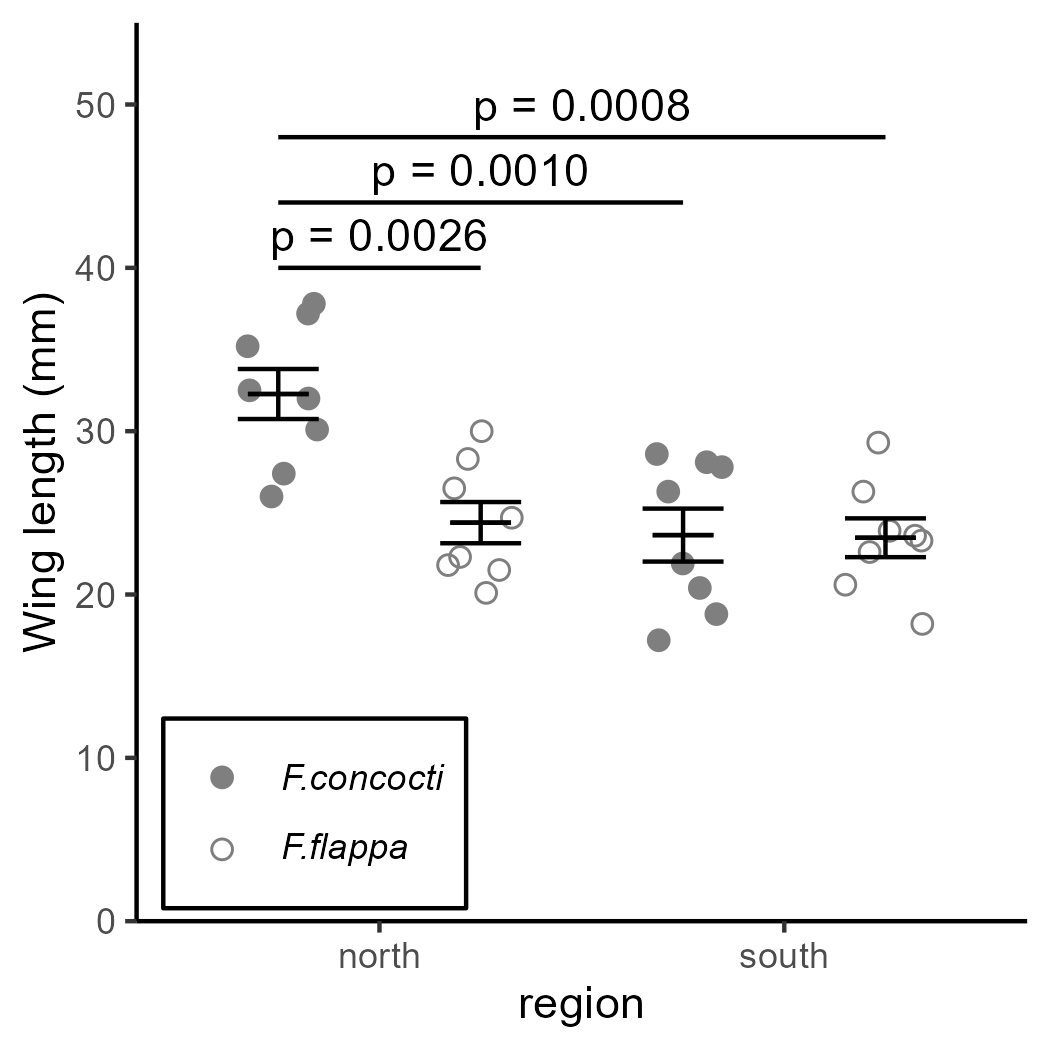 50
p = 0.0008
p = 0.0010
p = 0.0026
40
30
20
10
0
Wing length (mm)
F.concocti
F.flappa
north
south
region